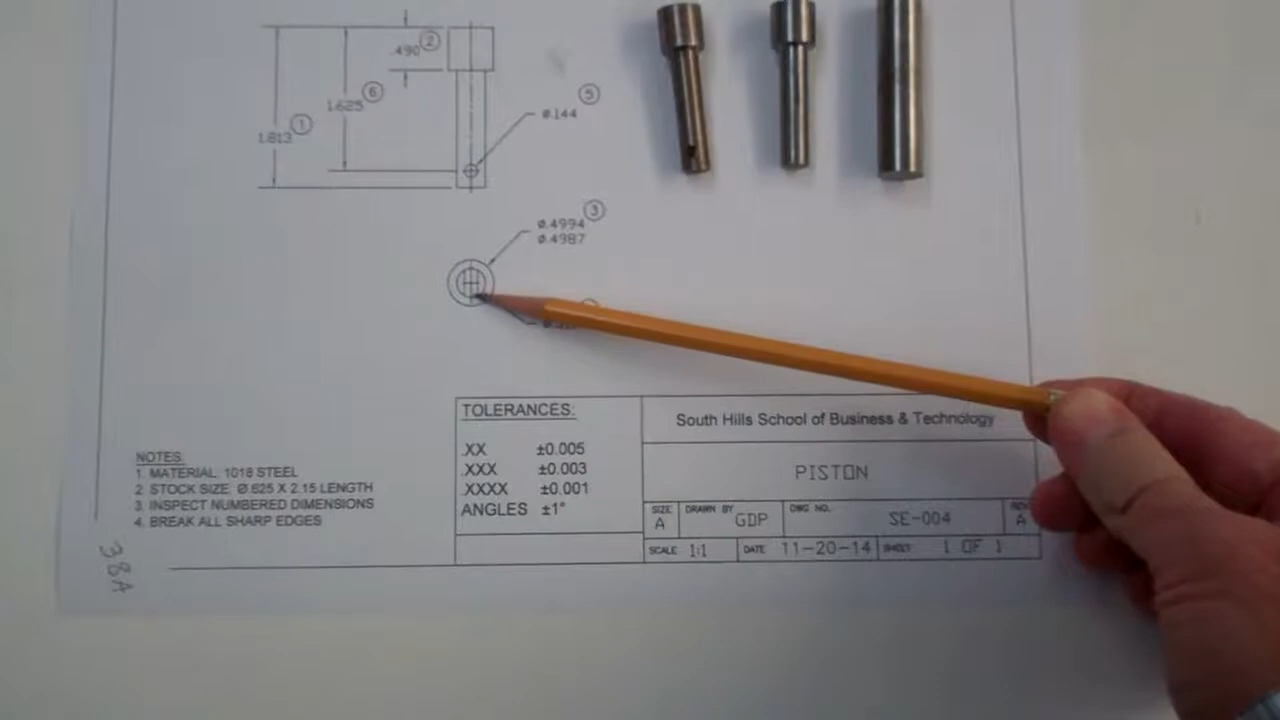 .490 2
1.625 6
1.813 1
Ø.144 5
Ø.4994 3
Ø.4987
TOLERANCES:
.XX ±0.005
.XXX ±0.003
.XXXX ±0.001
ANGLES ±1°
South Hills School of Business & Technology
PISTON
SIZE
A
DRAWN BY
GDP
DWG NO.
SE-004
A
SCALE 1:1
DATE 11-20-14
1 OF 1
NOTES:
1. MATERIAL: 1018 STEEL
2. STOCK SIZE: Ø.625 X 2.15 LENGTH
3. INSPECT NUMBERED DIMENSIONS
4. BREAK ALL SHARP EDGES
38A